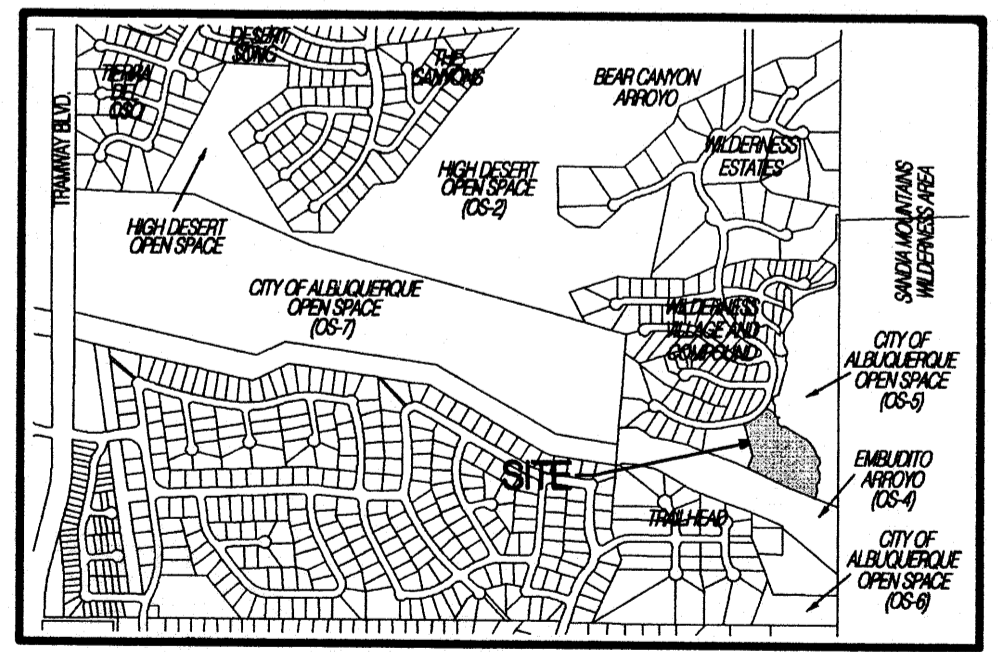 TRAMWAY BLVD.
TIERRA
DE
OSO
DESERT
SONG
THE
CANYONS
BEAR CANYON
ARROYO
WILDERNESS
ESTATES
HIGH DESERT
OPEN SPACE
(OS-2)
HIGH DESERT
OPEN SPACE
SANDIA MOUNTAINS
WILDERNESS AREA
CITY OF ALBUQUERQUE
OPEN SPACE
(OS-7)
WILDERNESS
VILLAGE AND
COMPOUND
CITY OF
ALBUQUERQUE
OPEN SPACE
(OS-5)
SITE
EMBUDITO
ARROYO
(OS-4)
TRAILHEAD
CITY OF
ALBUQUERQUE
OPEN SPACE
(OS-6)